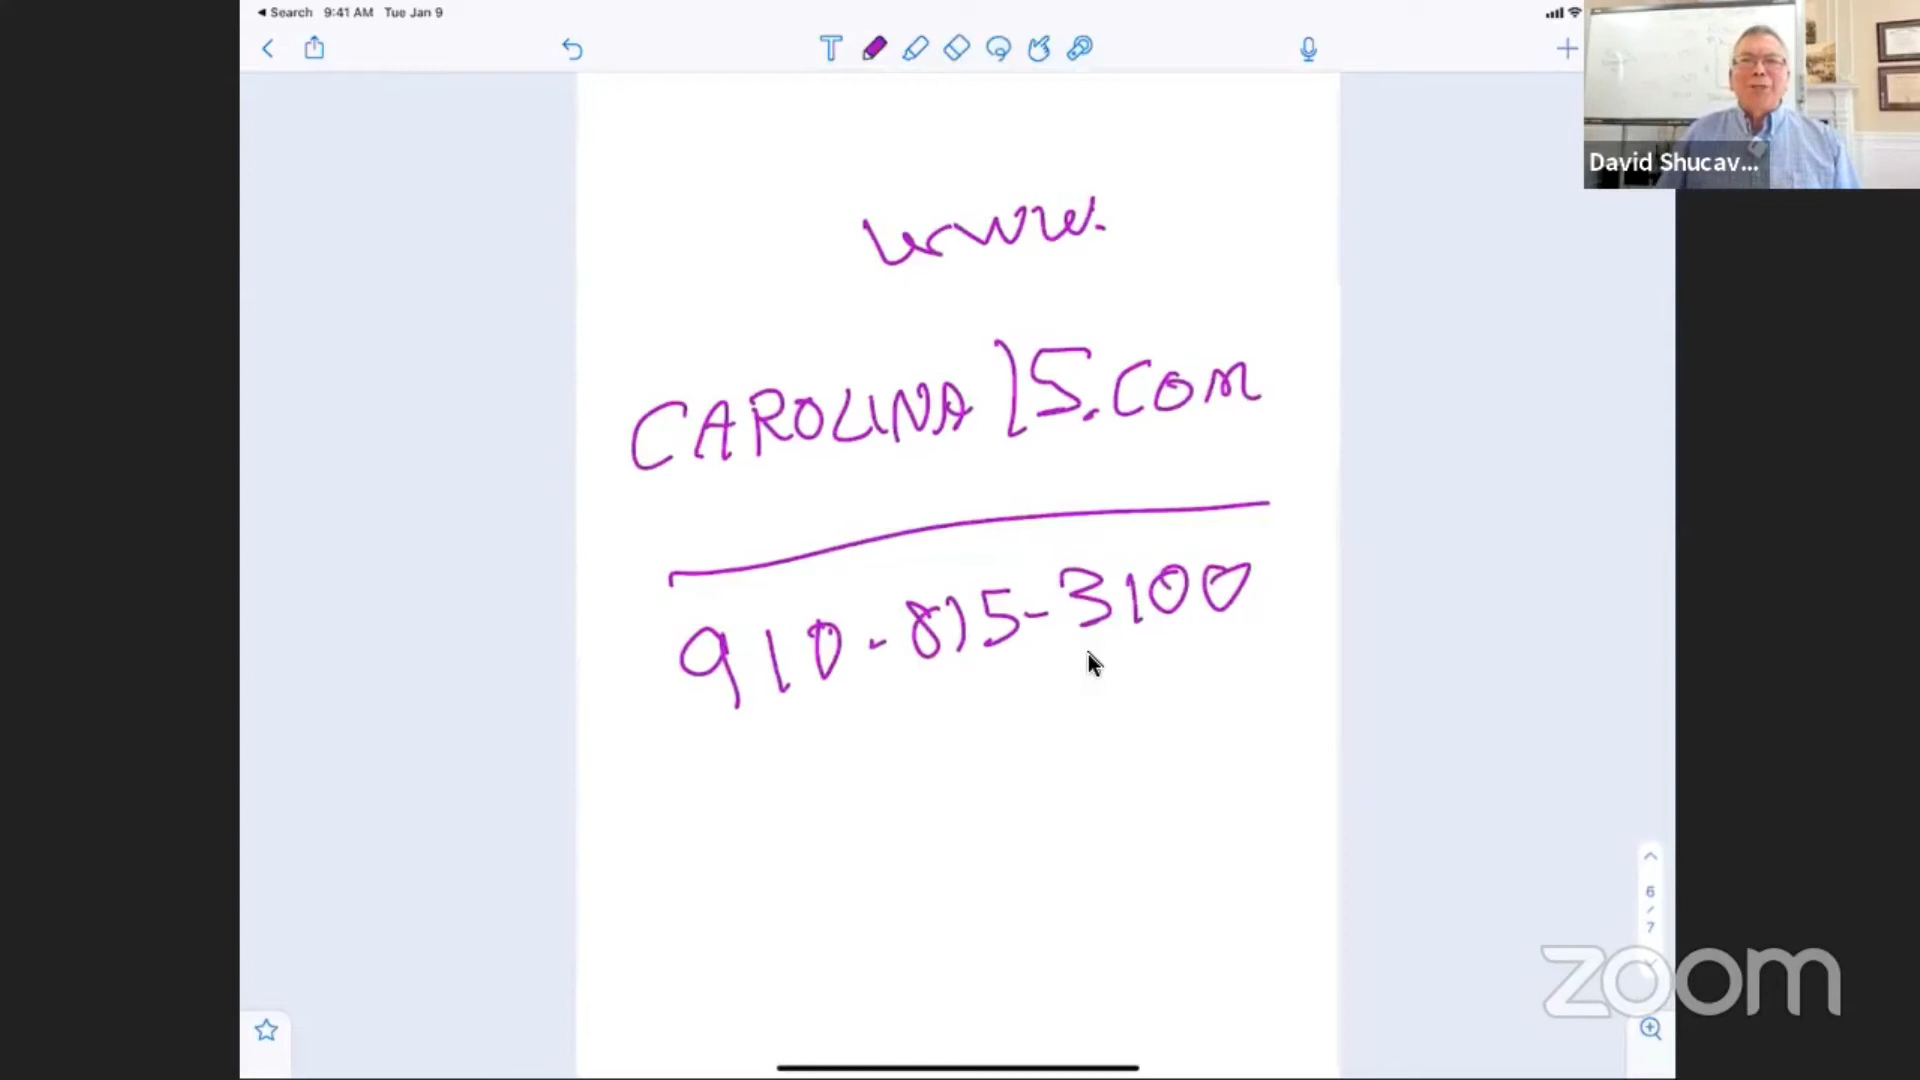 Search 9:41 AM Tue Jan 9
David Shucav...
www.
CAROLINA15.COM
910-815-3100
6
/
7
zoom